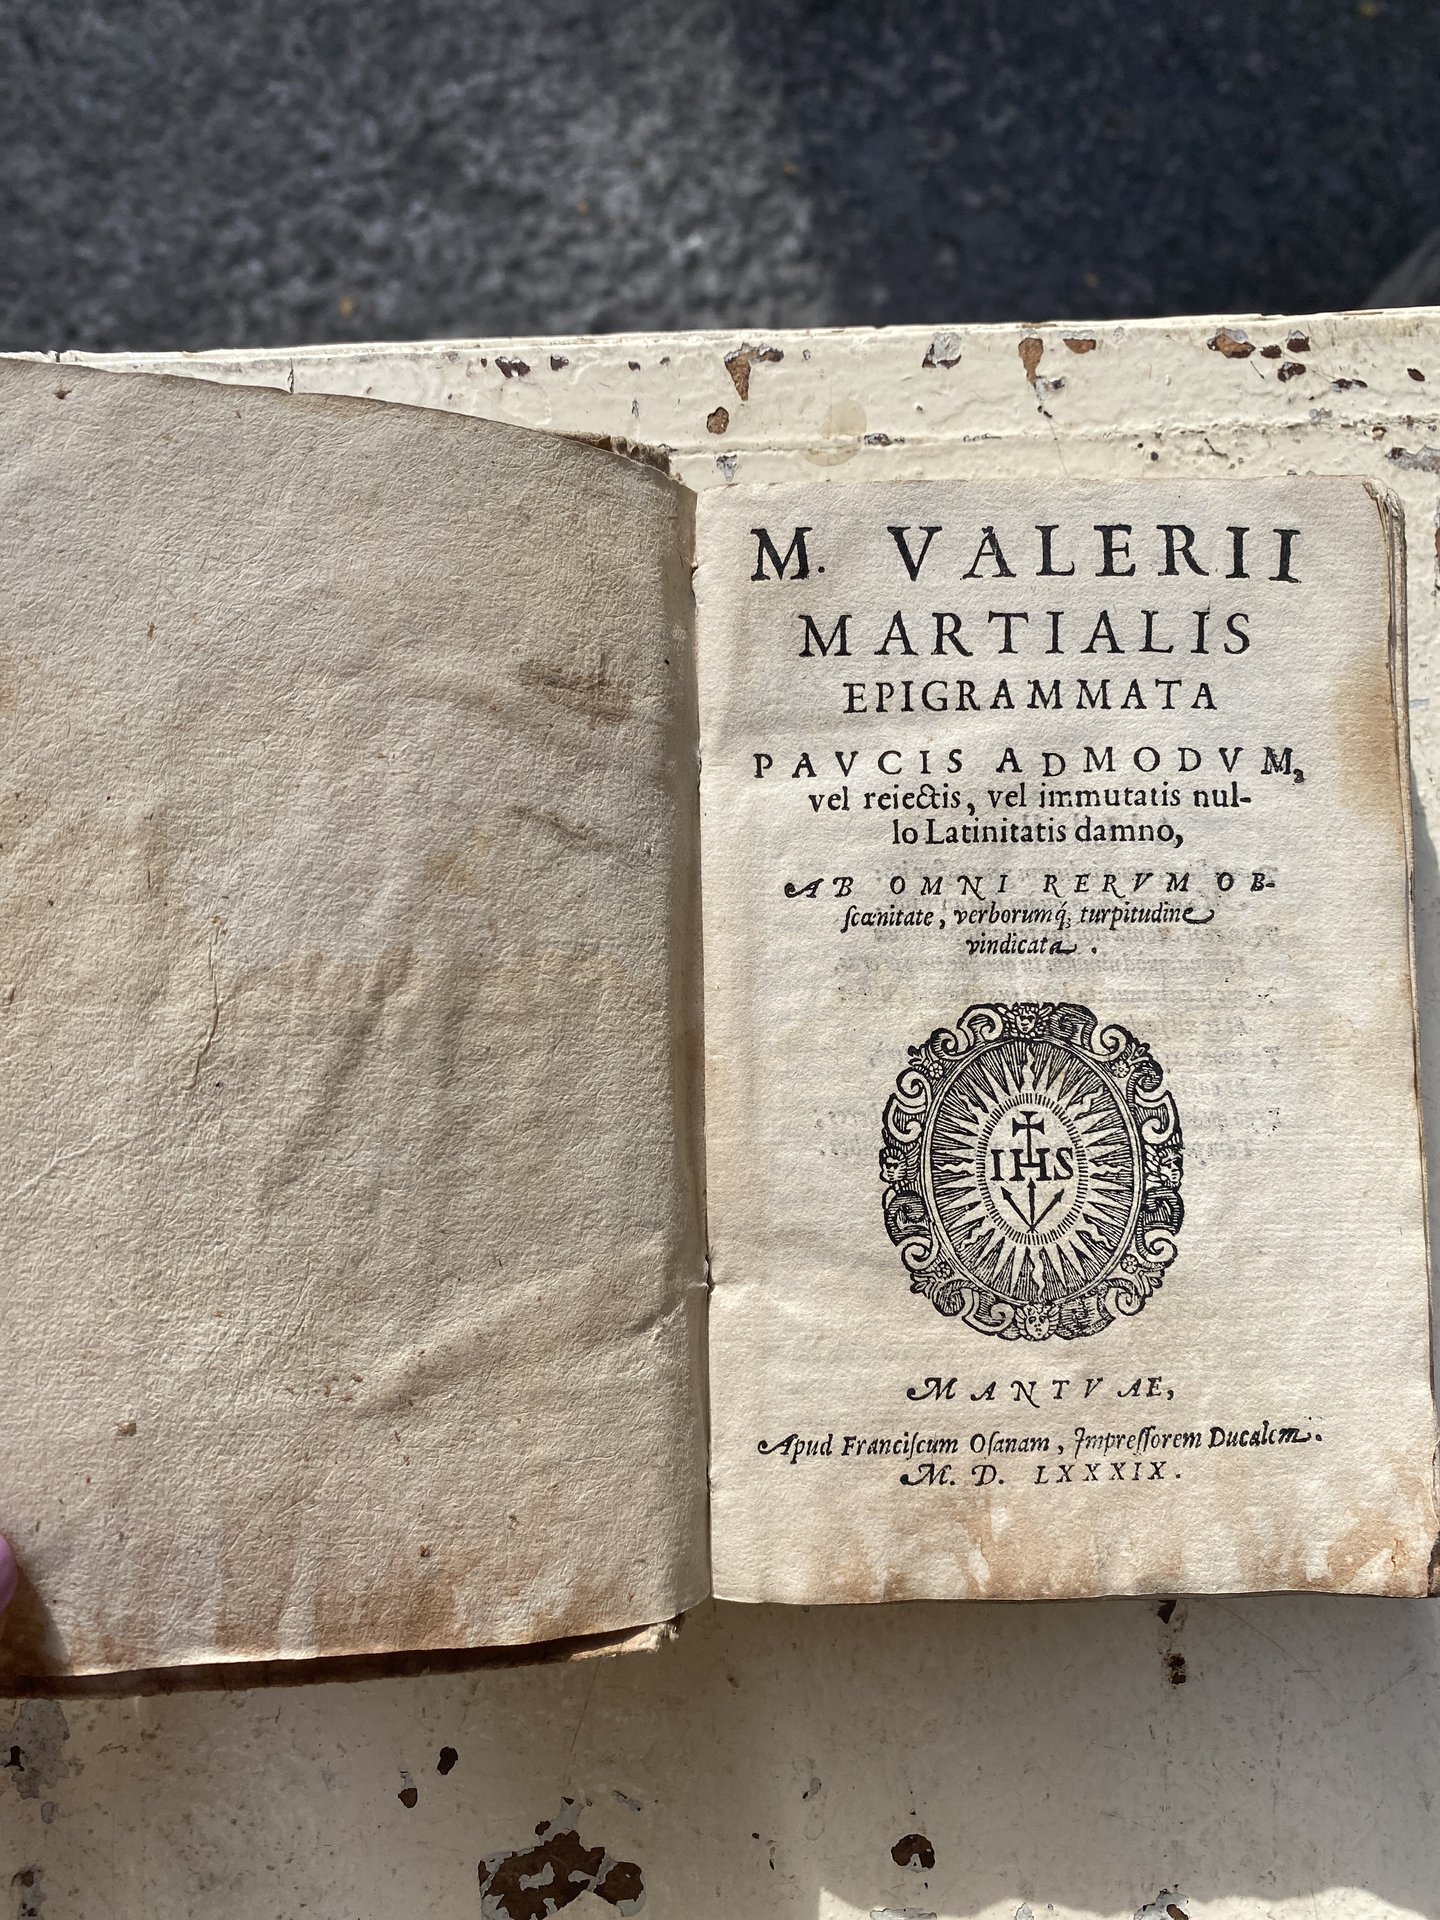 M. VALERII
MARTIALIS
EPIGRAMMATA
PAVCIS ADMODVM,
vel reiectis, vel immutatis nul-
lo Latinitatis damno,
AB OMNI RERVM OB-
ſcœnitate, verborumq́; turpitudine
vindicata.
IHS
MANTVAE,
Apud Franciſcum Oſanam, Impreſſorem Ducalem.
M. D. LXXXIX.